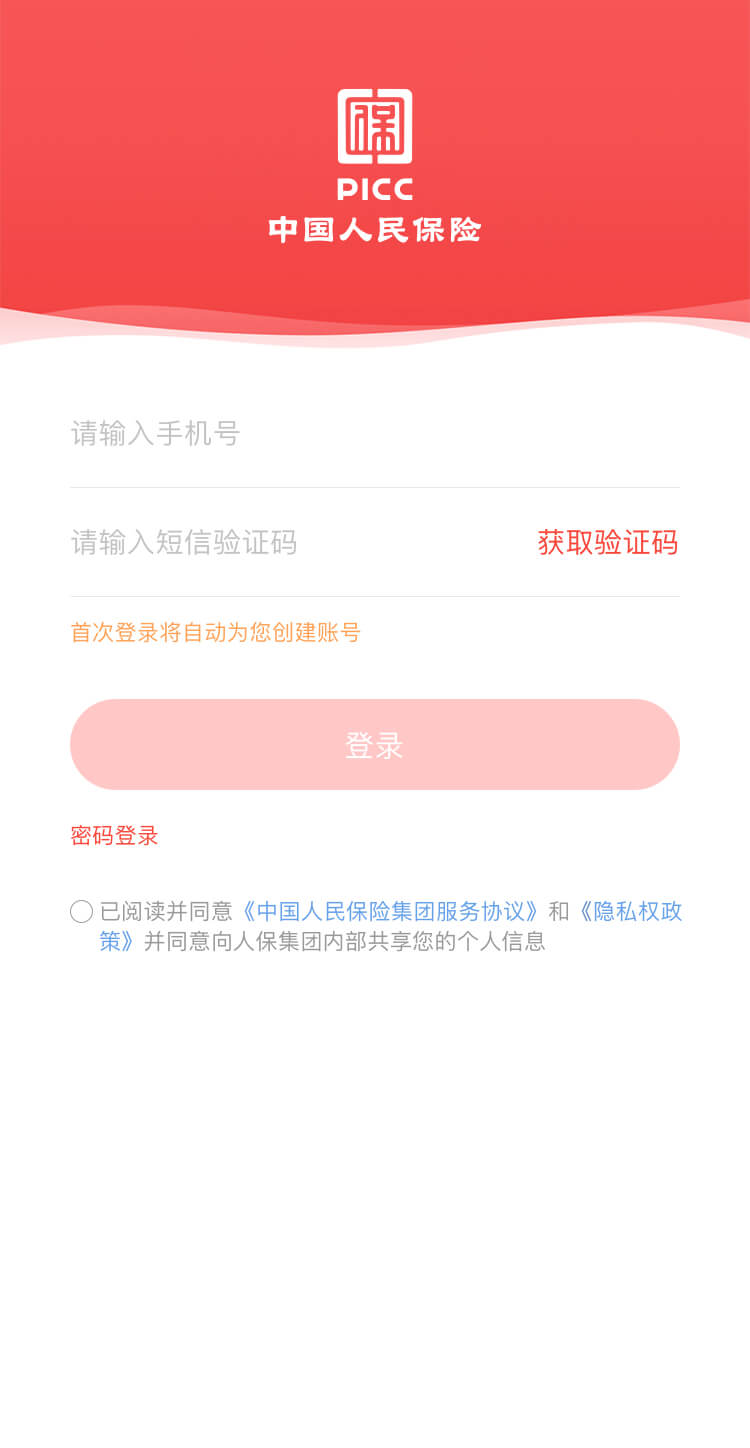 保
PICC
中国人民保险
请输入手机号
请输入短信验证码 获取验证码
首次登录将自动为您创建账号
登录
密码登录
已阅读并同意《中国人民保险集团服务协议》和《隐私权政
策》并同意向人保集团内部共享您的个人信息